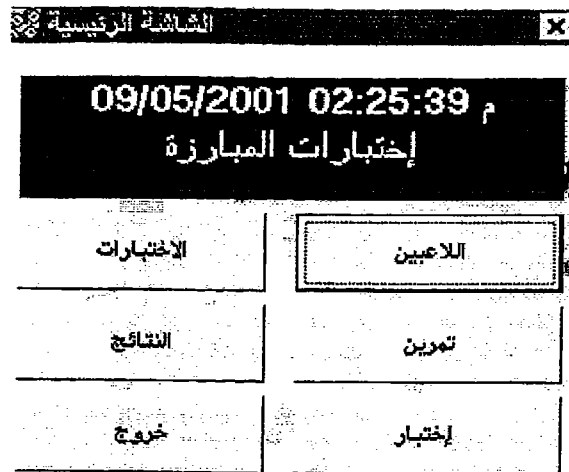 الشاشة الرئيسية
09/05/2001 02:25:39 م
إختبارات المبارزة
اللاعبين
الاختبارات
تمرين
النتائج
إختبار
خروج